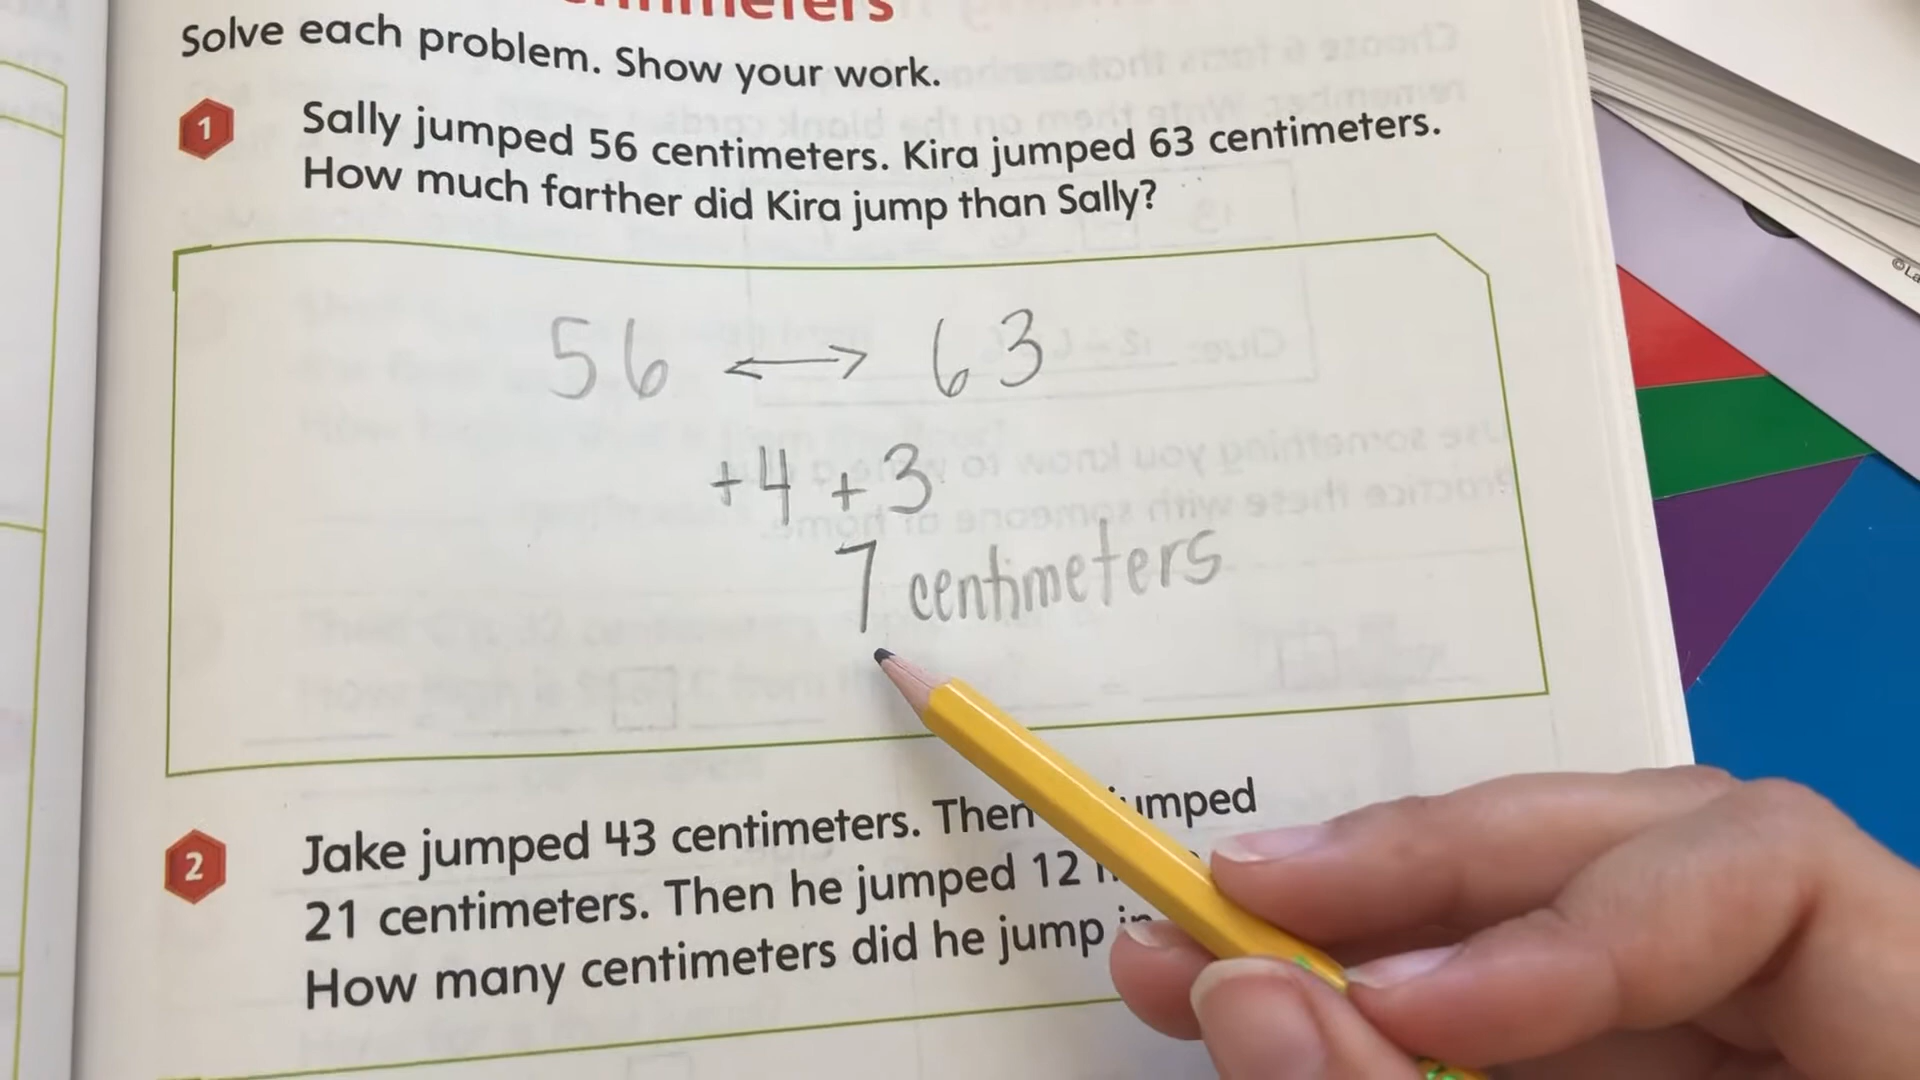 Solve each problem. Show your work.
1 Sally jumped 56 centimeters. Kira jumped 63 centimeters.
How much farther did Kira jump than Sally?
56 ⟷ 63
+4 +3
7 centimeters
2 Jake jumped 43 centimeters. Then jumped
21 centimeters. Then he jumped 12
How many centimeters did he jump